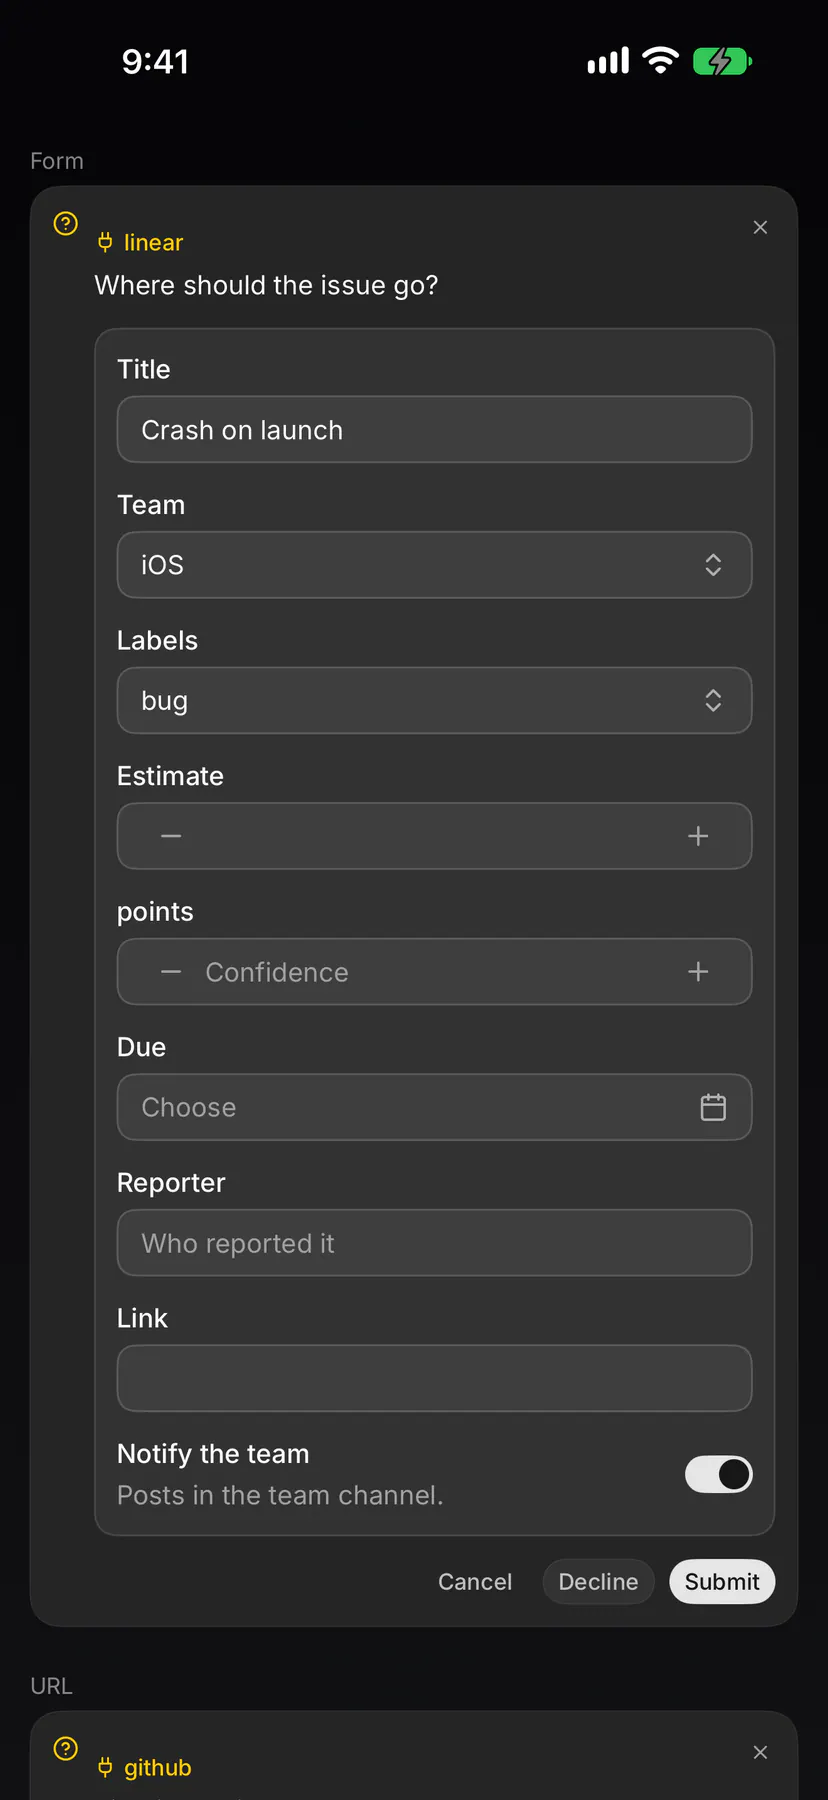 9:41
Form
linear
Where should the issue go?
Title
Crash on launch
Team
iOS
Labels
bug
Estimate
points
Confidence
Due
Choose
Reporter
Who reported it
Link
Notify the team
Posts in the team channel.
Cancel
Decline
Submit
URL
github